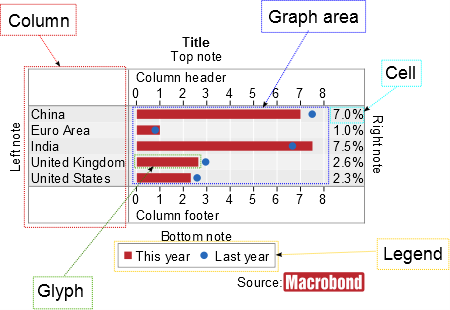 Column
Graph area
Title
Top note
Column header
0 1 2 3 4 5 6 7 8
Cell
Left note
China 7.0%
Euro Area 1.0%
India 7.5%
United Kingdom 2.6%
United States 2.3%
Right note
0 1 2 3 4 5 6 7 8
Column footer
Bottom note
This year Last year
Legend
Glyph
Source: Macrobond